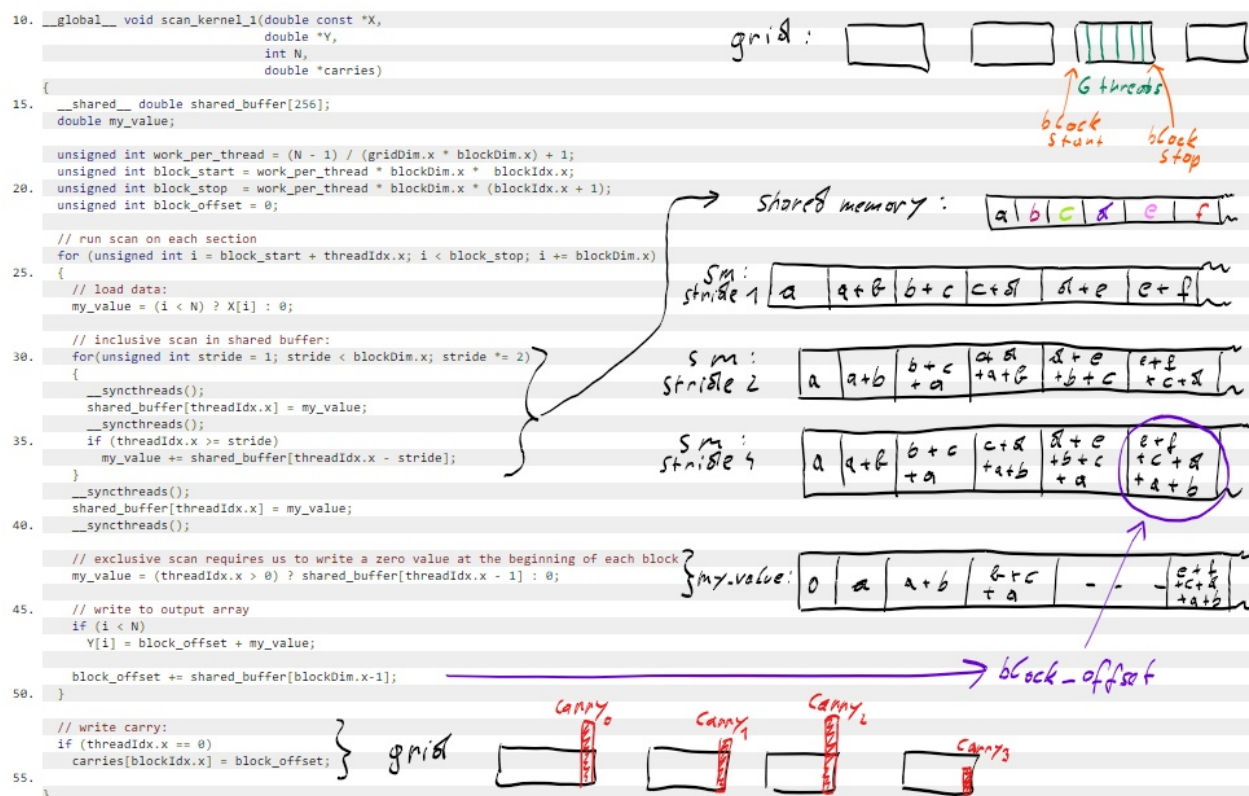 10. __global__ void scan_kernel_1(double const *X,
double *Y,
int N,
double *carries)
{
15. __shared__ double shared_buffer[256];
double my_value;
unsigned int work_per_thread = (N - 1) / (gridDim.x * blockDim.x) + 1;
unsigned int block_start = work_per_thread * blockDim.x * blockIdx.x;
20. unsigned int block_stop = work_per_thread * blockDim.x * (blockIdx.x + 1);
unsigned int block_offset = 0;
// run scan on each section
for (unsigned int i = block_start + threadIdx.x; i < block_stop; i += blockDim.x)
25. {
// load data:
my_value = (i < N) ? X[i] : 0;
// inclusive scan in shared buffer:
30. for(unsigned int stride = 1; stride < blockDim.x; stride *= 2)
{
__syncthreads();
shared_buffer[threadIdx.x] = my_value;
__syncthreads();
35. if (threadIdx.x >= stride)
my_value += shared_buffer[threadIdx.x - stride];
}
__syncthreads();
shared_buffer[threadIdx.x] = my_value;
40. __syncthreads();
// exclusive scan requires us to write a zero value at the beginning of each block
my_value = (threadIdx.x > 0) ? shared_buffer[threadIdx.x - 1] : 0;
45. // write to output array
if (i < N)
Y[i] = block_offset + my_value;
block_offset += shared_buffer[blockDim.x-1];
50. }
// write carry:
if (threadIdx.x == 0)
carries[blockIdx.x] = block_offset;
55.
}
grid:
6 threads
block
start
block
stop
shared memory: a b c d e f
sm:
stride 1 a a+b b+c c+d d+e e+f
sm:
stride 2 a a+b b+c +a c+d +a+b d+e +b+c e+f +c+d
sm:
stride 4 a a+b b+c +a c+d +a+b d+e +b+c +a e+f +c+d +a+b
my_value: 0 a a+b b+c +a - - - e+f +c+d +a+b
block_offset
grid
carry0 carry1 carry2 carry3